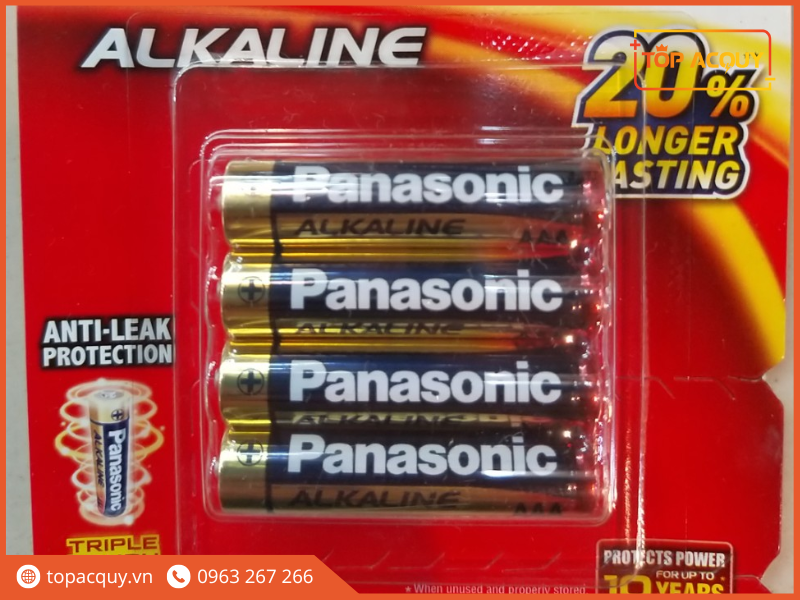 ALKALINE
TOP ACQUY
20%
LONGER
LASTING
Panasonic
ALKALINE
AAA
Panasonic
ALKALINE
Panasonic
ALKALINE
Panasonic
ALKALINE
AAA
ANTI-LEAK
PROTECTION
Panasonic
ALKALINE
TRIPLE
PROTECTS POWER
FOR UP TO
10 YEARS
* When unused and properly stored
topacquy.vn
0963 267 266